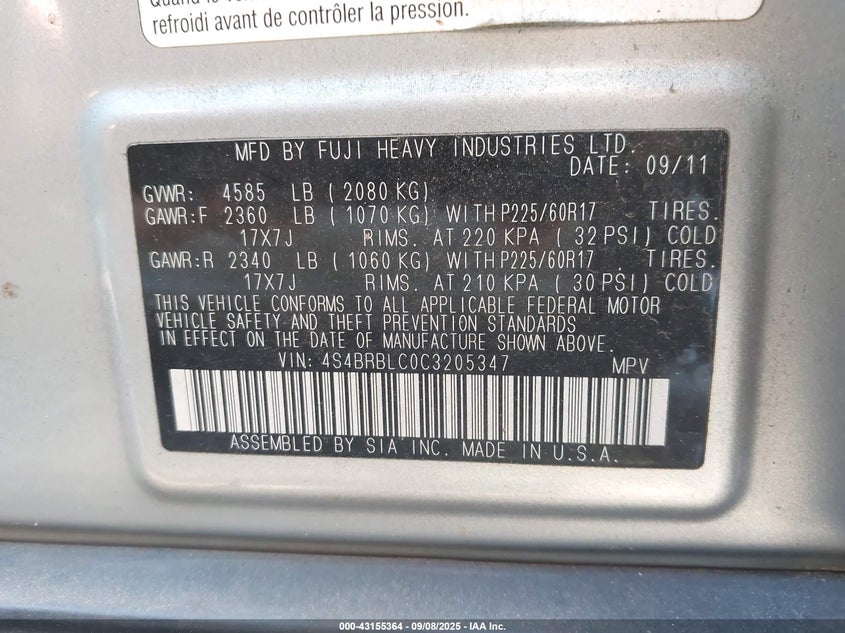 Quand le
refroidi avant de contrôler la pression.
MFD BY FUJI HEAVY INDUSTRIES LTD.
DATE: 09/11
GVWR: 4585 LB ( 2080 KG)
GAWR:F 2360 LB ( 1070 KG) WITH P225/60R17 TIRES.
17X7J RIMS. AT 220 KPA ( 32 PSI) COLD
GAWR:R 2340 LB ( 1060 KG) WITH P225/60R17 TIRES.
17X7J RIMS. AT 210 KPA ( 30 PSI) COLD
THIS VEHICLE CONFORMS TO ALL APPLICABLE FEDERAL MOTOR
VEHICLE SAFETY AND THEFT PREVENTION STANDARDS
IN EFFECT ON THE DATE OF MANUFACTURE SHOWN ABOVE.
VIN: 4S4BRBLC0C3205347 MPV
ASSEMBLED BY SIA INC. MADE IN U.S.A.
000-43155364 - 09/08/2025 - IAA Inc.